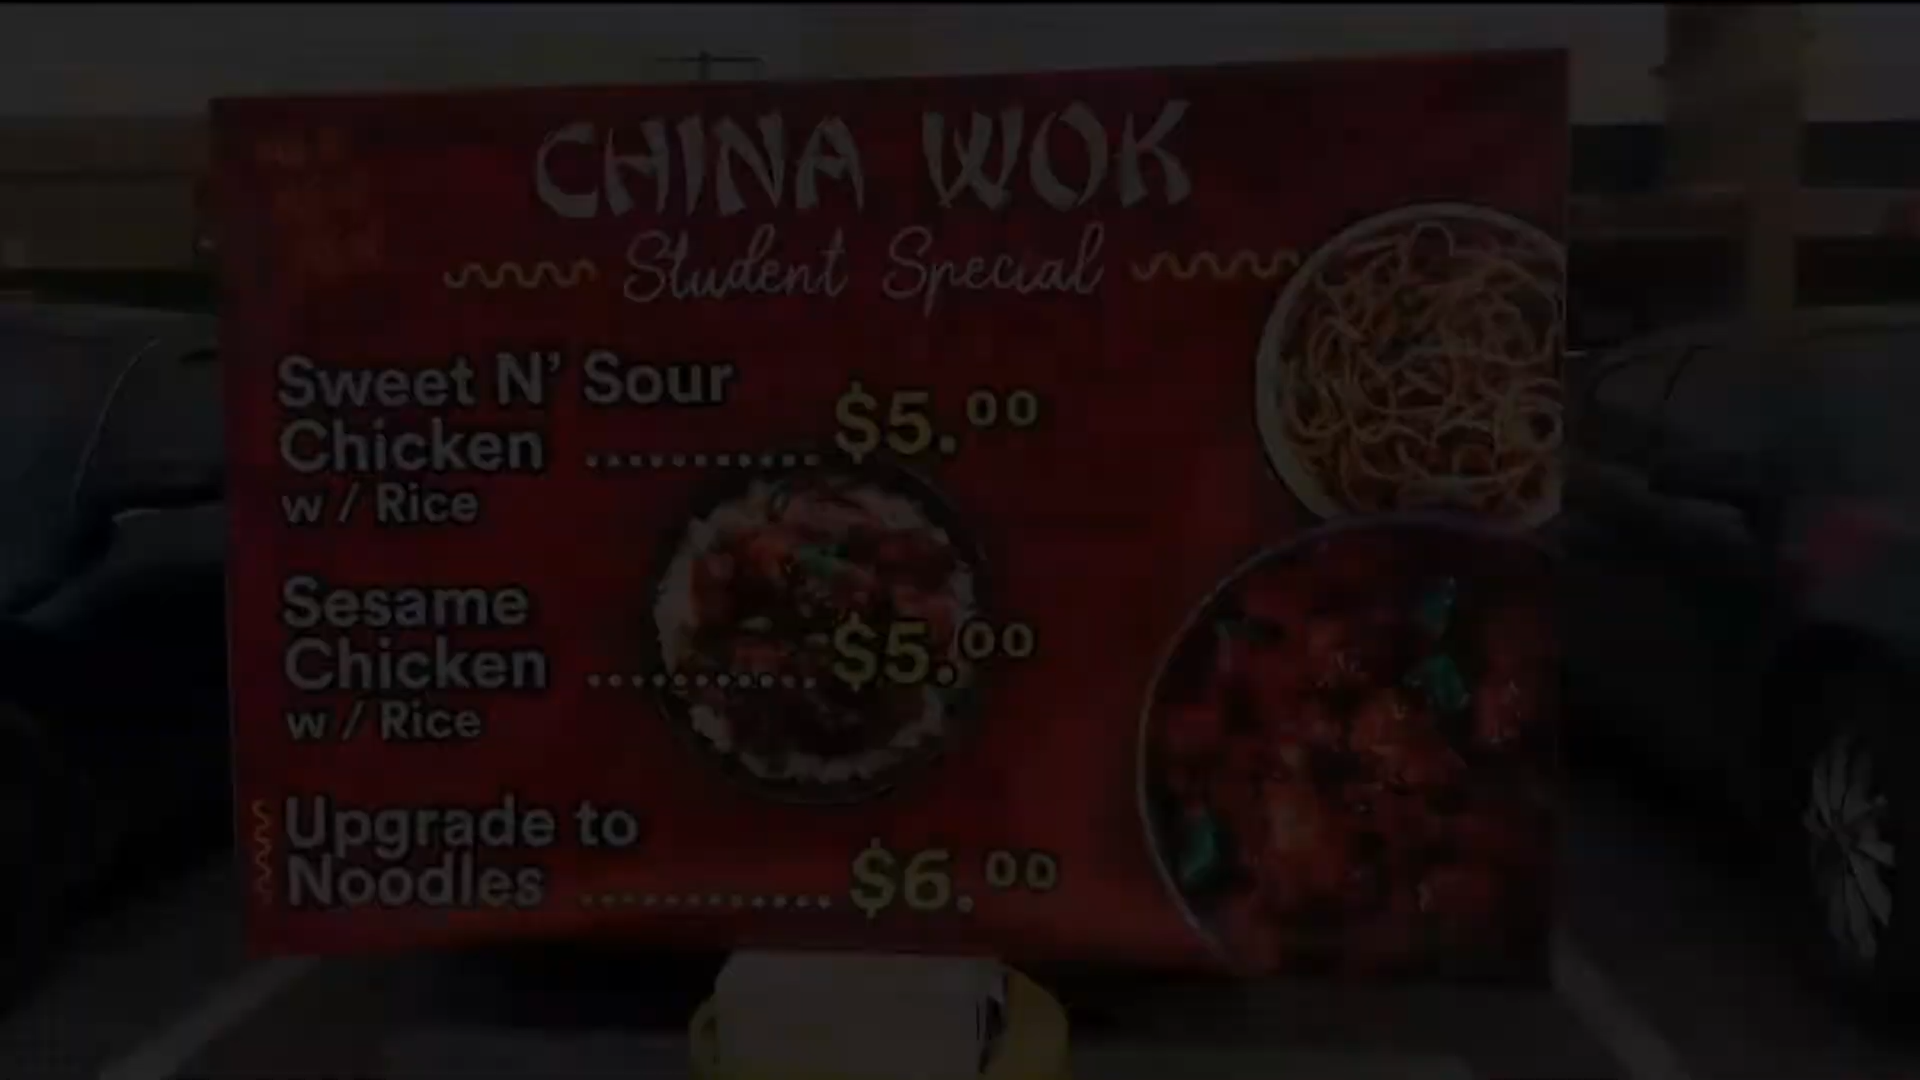 CHINA WOK
Student Special
Sweet N' Sour
Chicken ............ $5.00
w / Rice
Sesame
Chicken ............ $5.00
w / Rice
Upgrade to
Noodles ............. $6.00